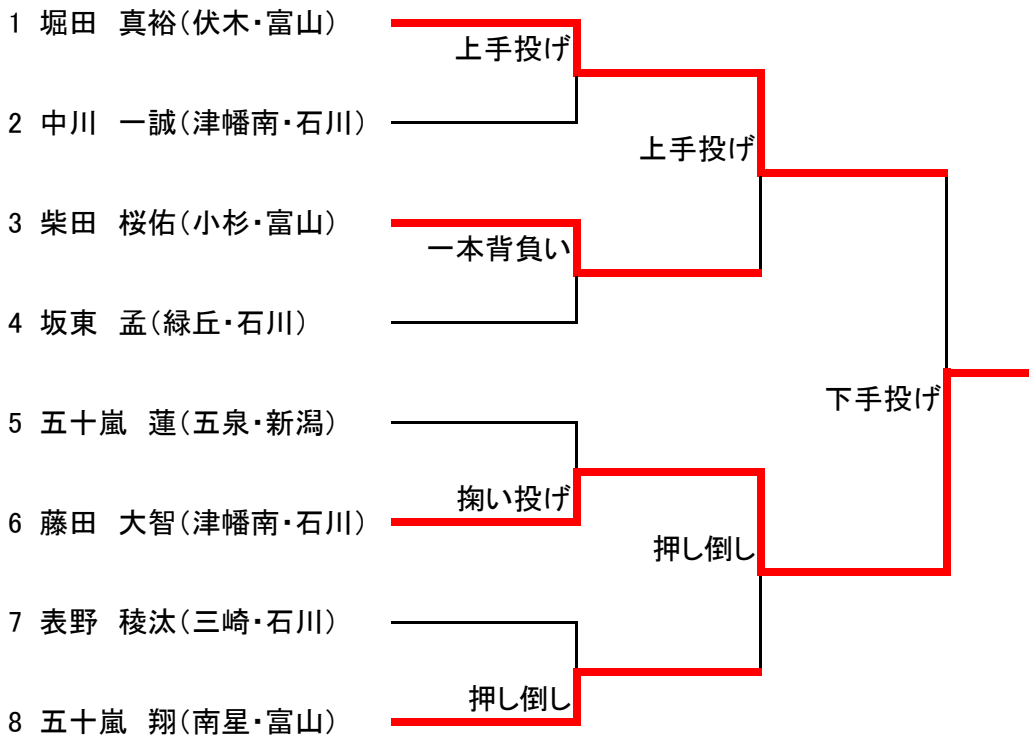 1 堀田　真裕(伏木・富山)
上手投げ
2 中川　一誠(津幡南・石川)
上手投げ
3 柴田　桜佑(小杉・富山)
一本背負い
4 坂東　孟(緑丘・石川)
下手投げ
5 五十嵐　蓮(五泉・新潟)
掬い投げ
6 藤田　大智(津幡南・石川)
押し倒し
7 表野　稜汰(三崎・石川)
押し倒し
8 五十嵐　翔(南星・富山)